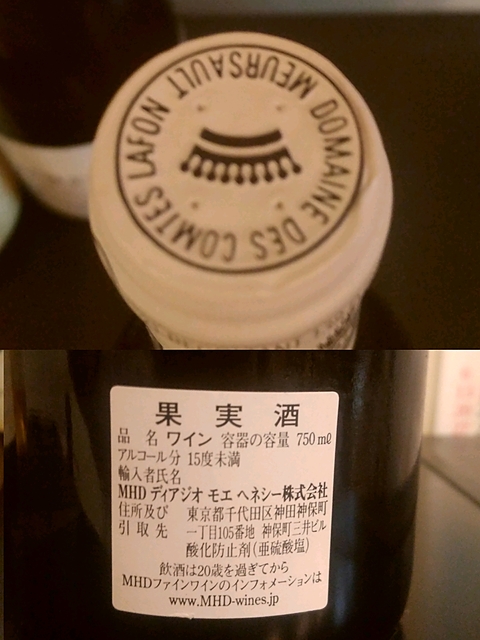 DOMAINE DES COMTES LAFON
MEURSAULT
果実酒
品名 ワイン 容器の容量 750mℓ
アルコール分 15度未満
輸入者氏名
MHD ディアジオ モエ ヘネシー株式会社
住所及び 東京都千代田区神田神保町
引取先 一丁目105番地 神保町三井ビル
酸化防止剤(亜硫酸塩)
飲酒は20歳を過ぎてから
MHDファインワインのインフォメーションは
www.MHD-wines.jp